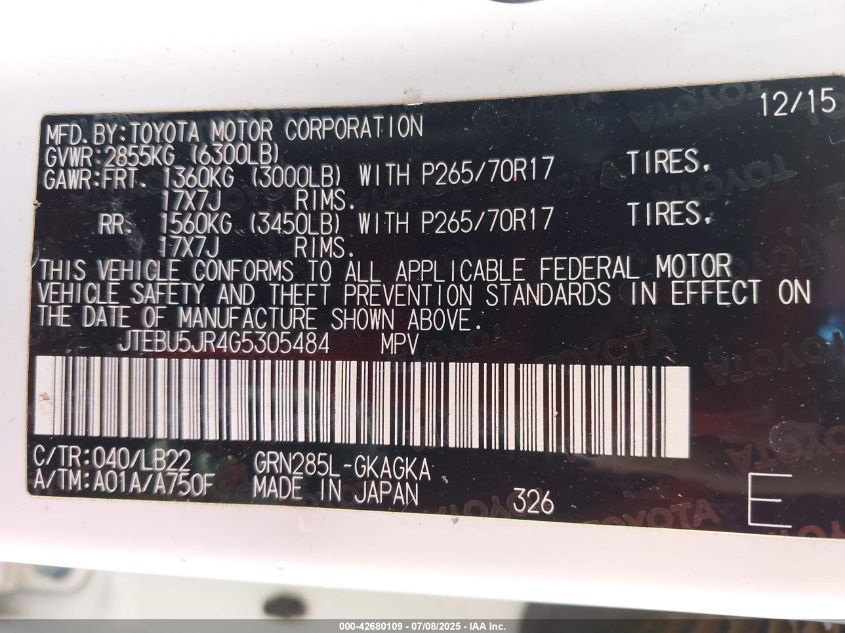 12/15
MFD.BY:TOYOTA MOTOR CORPORATION
GVWR:2855KG (6300LB)
GAWR:FRT. 1360KG (3000LB) WITH P265/70R17 TIRES.
17X7J RIMS.
RR. 1560KG (3450LB) WITH P265/70R17 TIRES.
17X7J RIMS.
THIS VEHICLE CONFORMS TO ALL APPLICABLE FEDERAL MOTOR
VEHICLE SAFETY AND THEFT PREVENTION STANDARDS IN EFFECT ON
THE DATE OF MANUFACTURE SHOWN ABOVE.
JTEBU5JR4G5305484 MPV
C/TR:040/LB22 GRN285L-GKAGKA
A/TM:A01A/A750F MADE IN JAPAN 326 E
000-42680109 - 07/08/2025 - IAA Inc.